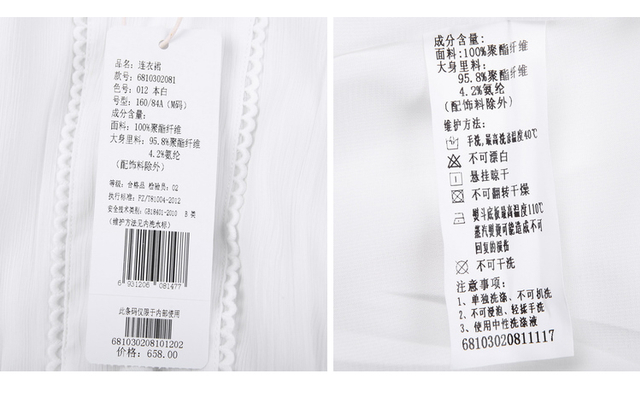 品名: 连衣裙
款号: 6810302081
色号: 012 本白
号型: 160/84A (M码)
成分含量:
面料: 100%聚酯纤维
大身里料: 95.8%聚酯纤维
4.2%氨纶
(配饰料除外)
等级: 合格品 检验员: 02
执行标准: FZ/T81004-2012
安全技术类别: GB18401-2010 B 类
(维护方法见内洗水标)
6 931206 081477
此条码仅限于内部使用
68103020810 1202
价格: 658.00
成分含量:
面料: 100%聚酯纤维
大身里料:
95.8%聚酯纤维
4.2%氨纶
(配饰料除外)
维护方法:
手洗,最高洗涤温度40℃
不可漂白
悬挂晾干
不可翻转干燥
熨斗底板最高温度110℃
蒸汽熨烫可能造成不可
回复的损伤
不可干洗
注意事项:
1、单独洗涤、不可机洗
2、不可浸泡、轻揉手洗
3、使用中性洗涤液
68103020811117